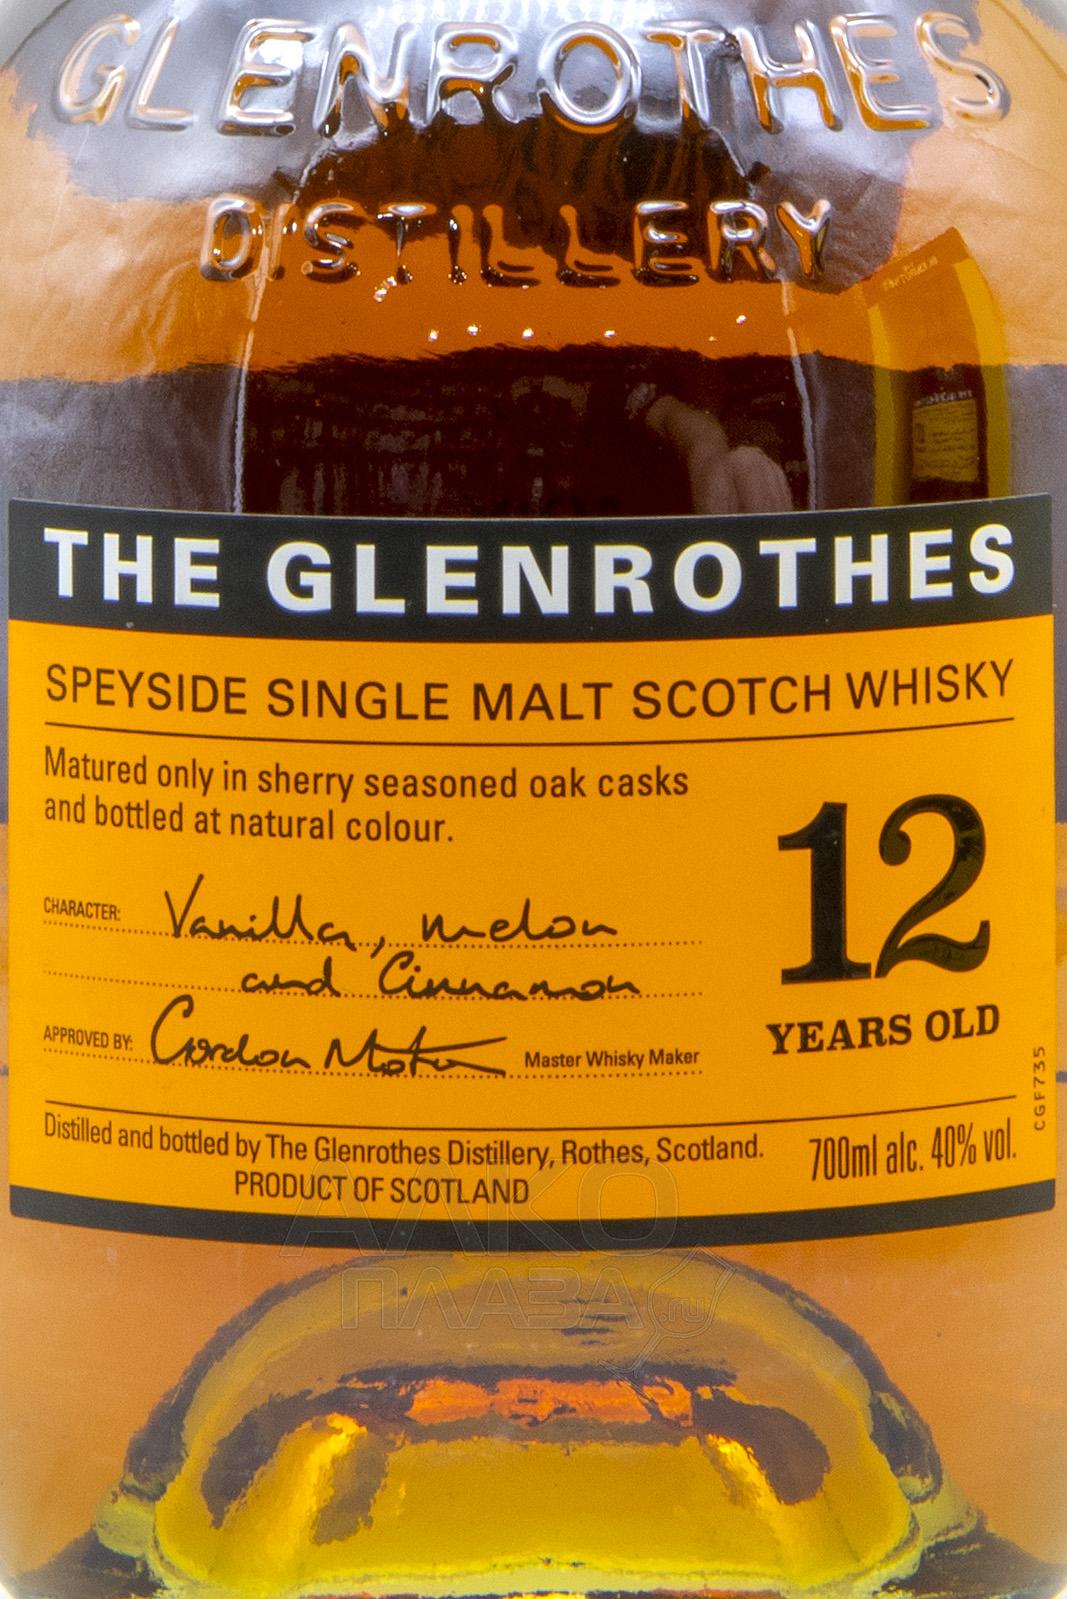 GLENROTHES
DISTILLERY
THE GLENROTHES
SPEYSIDE SINGLE MALT SCOTCH WHISKY
Matured only in sherry seasoned oak casks
and bottled at natural colour.
12
YEARS OLD
CHARACTER: Vanilla, melon
and Cinnamon
APPROVED BY: Gordon Motion Master Whisky Maker
Distilled and bottled by The Glenrothes Distillery, Rothes, Scotland.
PRODUCT OF SCOTLAND
700ml alc. 40% vol.
CGF735
АЛКО
ПЛАЗА.ru